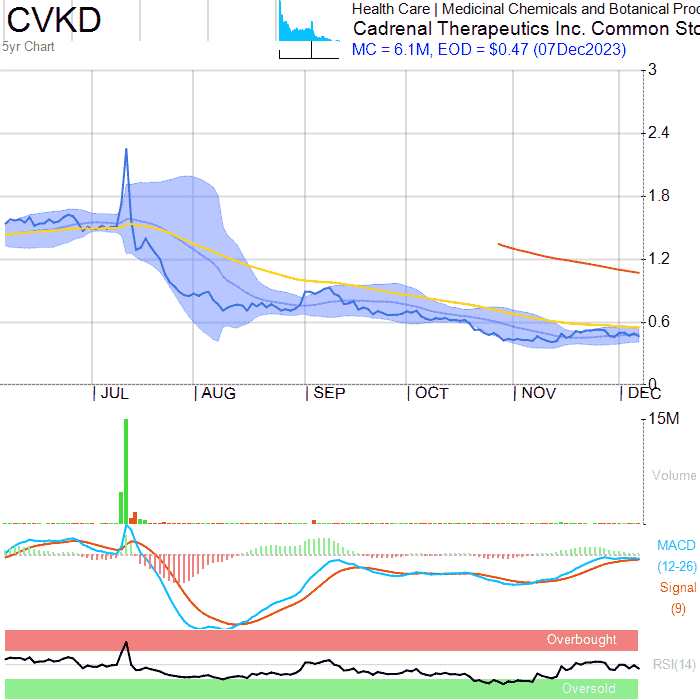 CVKD
5yr Chart
Health Care | Medicinal Chemicals and Botanical Pro
Cadrenal Therapeutics Inc. Common Sto
MC = 6.1M, EOD = $0.47 (07Dec2023)
3
2.4
1.8
1.2
0.6
0
JUL
AUG
SEP
OCT
NOV
DEC
15M
Volume
MACD
(12-26)
Signal
(9)
Overbought
RSI(14)
Oversold